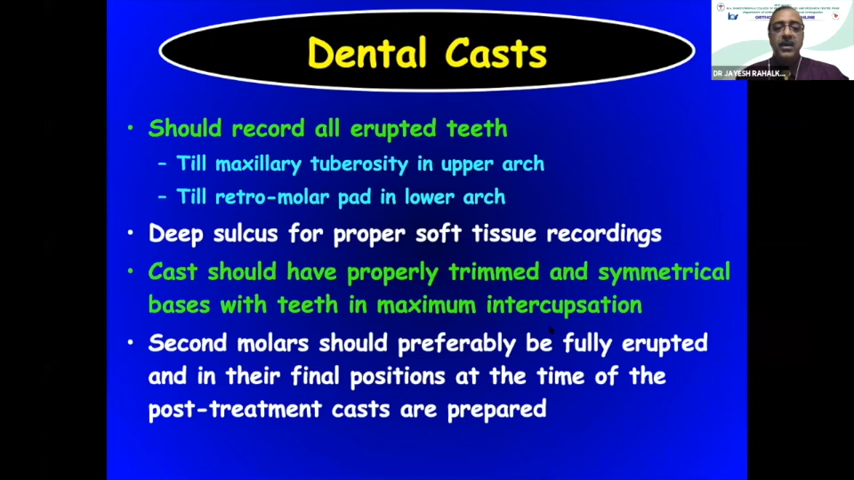 Dental Casts
• Should record all erupted teeth
– Till maxillary tuberosity in upper arch
– Till retro-molar pad in lower arch
• Deep sulcus for proper soft tissue recordings
• Cast should have properly trimmed and symmetrical
bases with teeth in maximum intercupsation
• Second molars should preferably be fully erupted
and in their final positions at the time of the
post-treatment casts are prepared
DR JAYESH RAHALK...